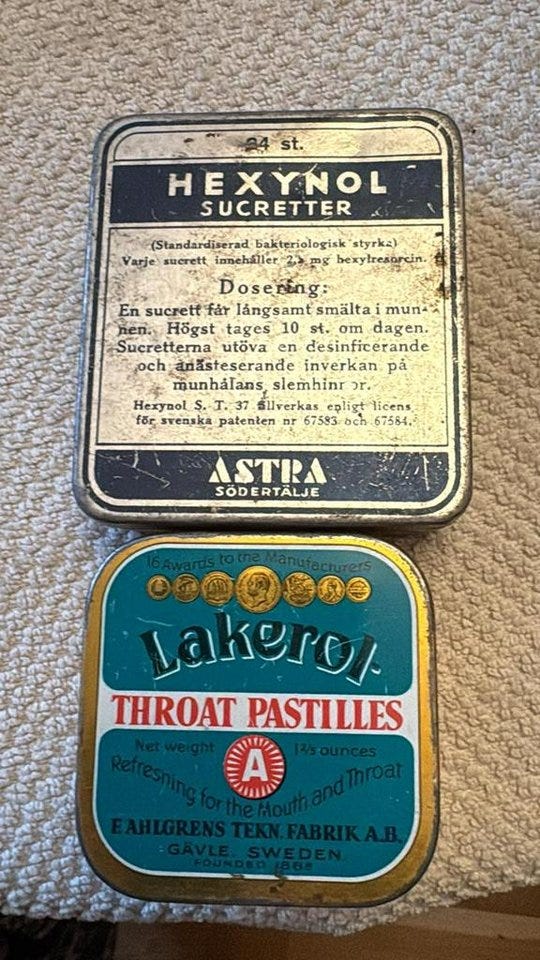 24 st.
HEXYNOL
SUCRETTER
(Standardiserad bakteriologisk styrka)
Varje sucrett innehåller 2,5 mg hexylresorcin.
Dosering:
En sucrett får långsamt smälta i mun-
nen. Högst tages 10 st. om dagen.
Sucretterna utöva en desinficerande
och anästeserande inverkan på
munhålans slemhinnor.
Hexynol S. T. 37 tillverkas enligt licens
för svenska patenten nr 67583 och 67584.
ASTRA
SÖDERTÄLJE
16 Awards to the Manufacturers
Lakerol
THROAT PASTILLES
Net weight 1 2/5 ounces
A
Refreshing for the Mouth and Throat
F. AHLGRENS TEKN. FABRIK A.B.
GÄVLE SWEDEN
FOUNDED 1885